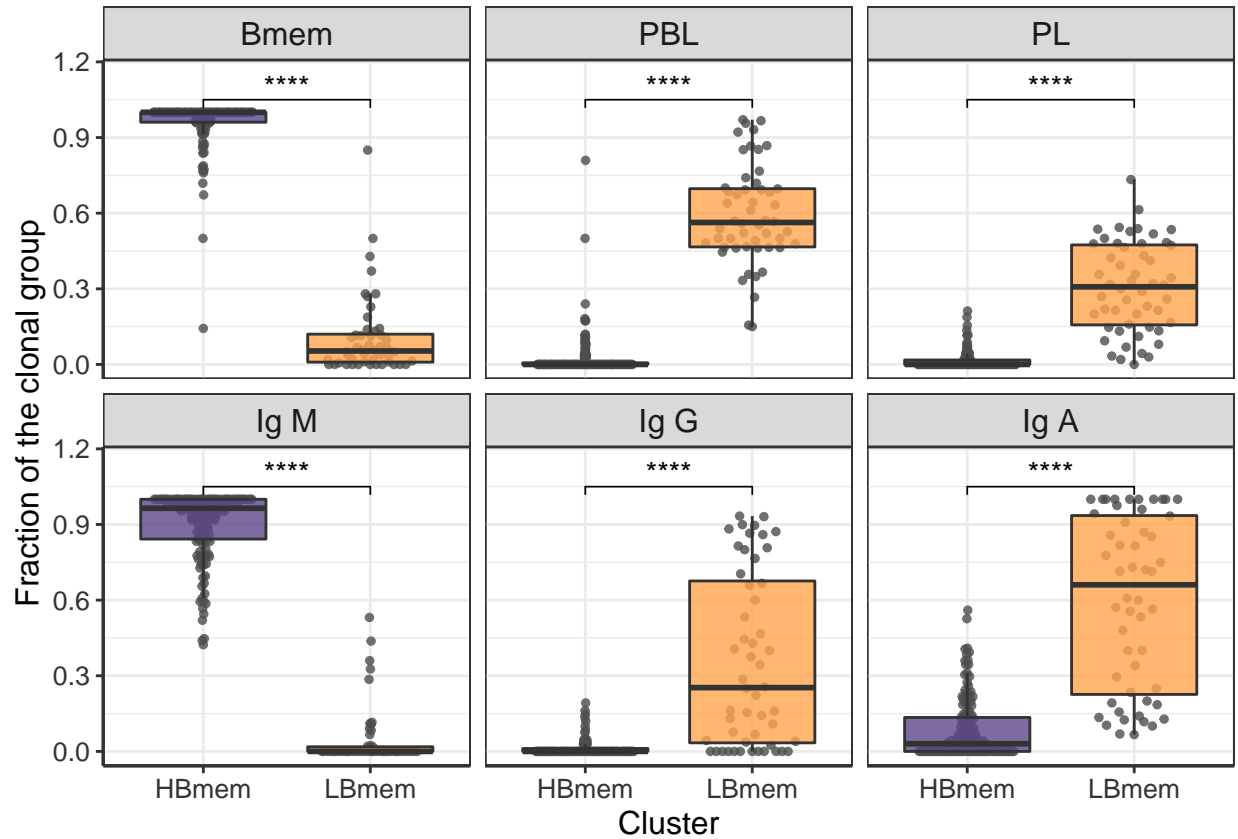 Bmem PBL PL
Fraction of the clonal group
1.2
**** **** ****
0.9
0.6
0.3
0.0
Ig M Ig G Ig A
1.2
**** **** ****
0.9
0.6
0.3
0.0
HBmem LBmem HBmem LBmem HBmem LBmem
Cluster